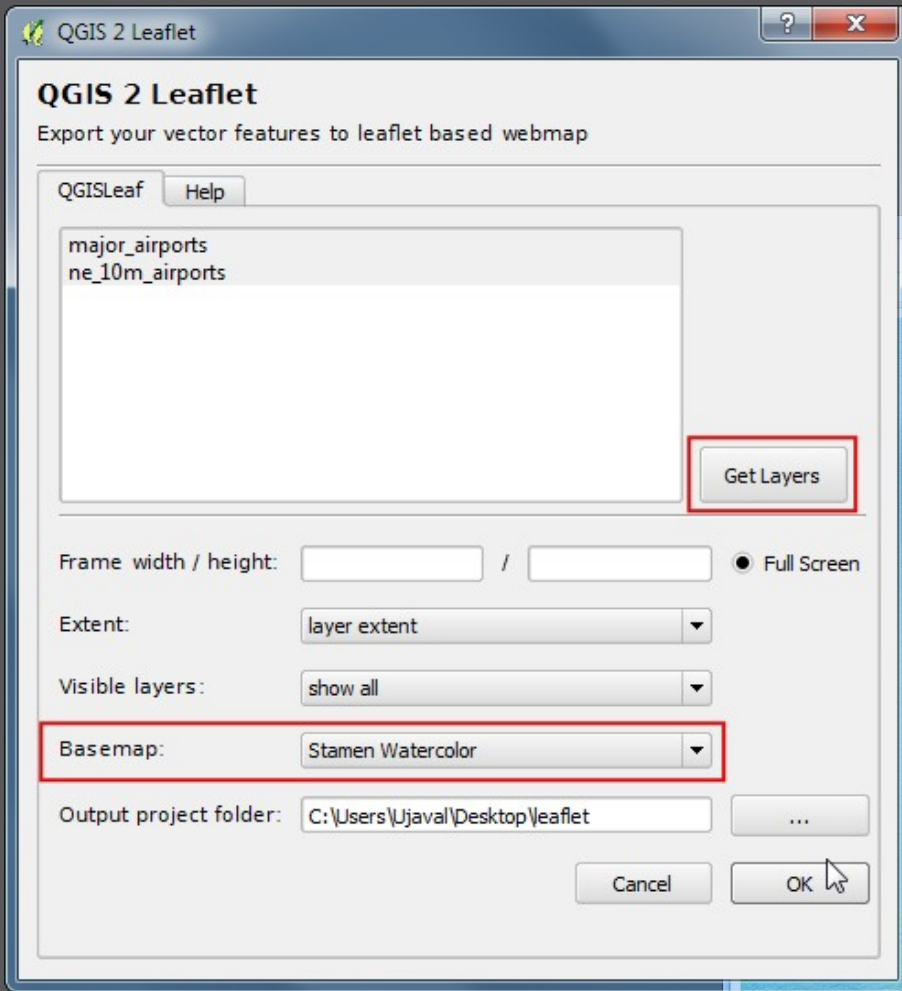 QGIS 2 Leaflet
? X
QGIS 2 Leaflet
Export your vector features to leaflet based webmap
QGISLeaf Help
major_airports
ne_10m_airports
Get Layers
Frame width / height: / Full Screen
Extent: layer extent
Visible layers: show all
Basemap: Stamen Watercolor
Output project folder: C:\Users\Ujaval\Desktop\leaflet ...
Cancel OK